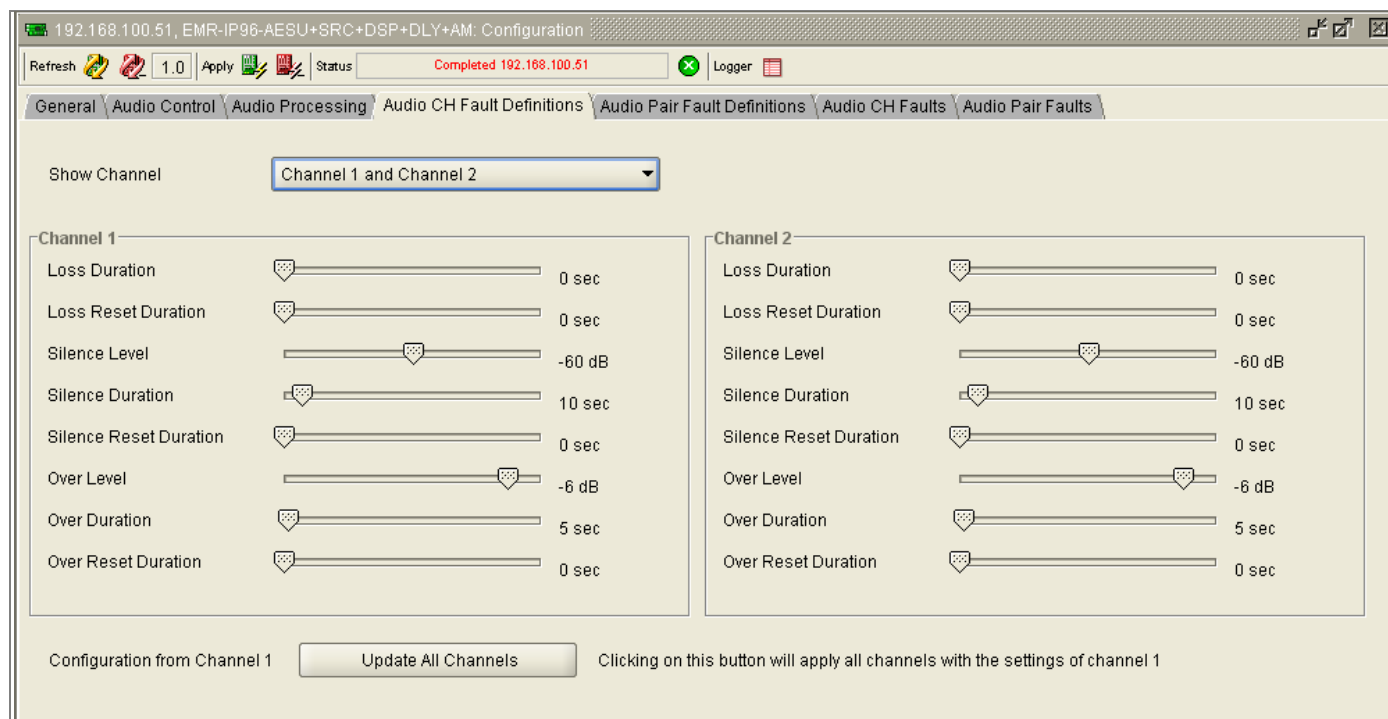 192.168.100.51, EMR-IP96-AESU+SRC+DSP+DLY+AM: Configuration
Refresh 1.0 Apply Status Completed 192.168.100.51 Logger
General Audio Control Audio Processing Audio CH Fault Definitions Audio Pair Fault Definitions Audio CH Faults Audio Pair Faults
Show Channel Channel 1 and Channel 2
Channel 1
Loss Duration 0 sec
Loss Reset Duration 0 sec
Silence Level -60 dB
Silence Duration 10 sec
Silence Reset Duration 0 sec
Over Level -6 dB
Over Duration 5 sec
Over Reset Duration 0 sec
Channel 2
Loss Duration 0 sec
Loss Reset Duration 0 sec
Silence Level -60 dB
Silence Duration 10 sec
Silence Reset Duration 0 sec
Over Level -6 dB
Over Duration 5 sec
Over Reset Duration 0 sec
Configuration from Channel 1 Update All Channels Clicking on this button will apply all channels with the settings of channel 1